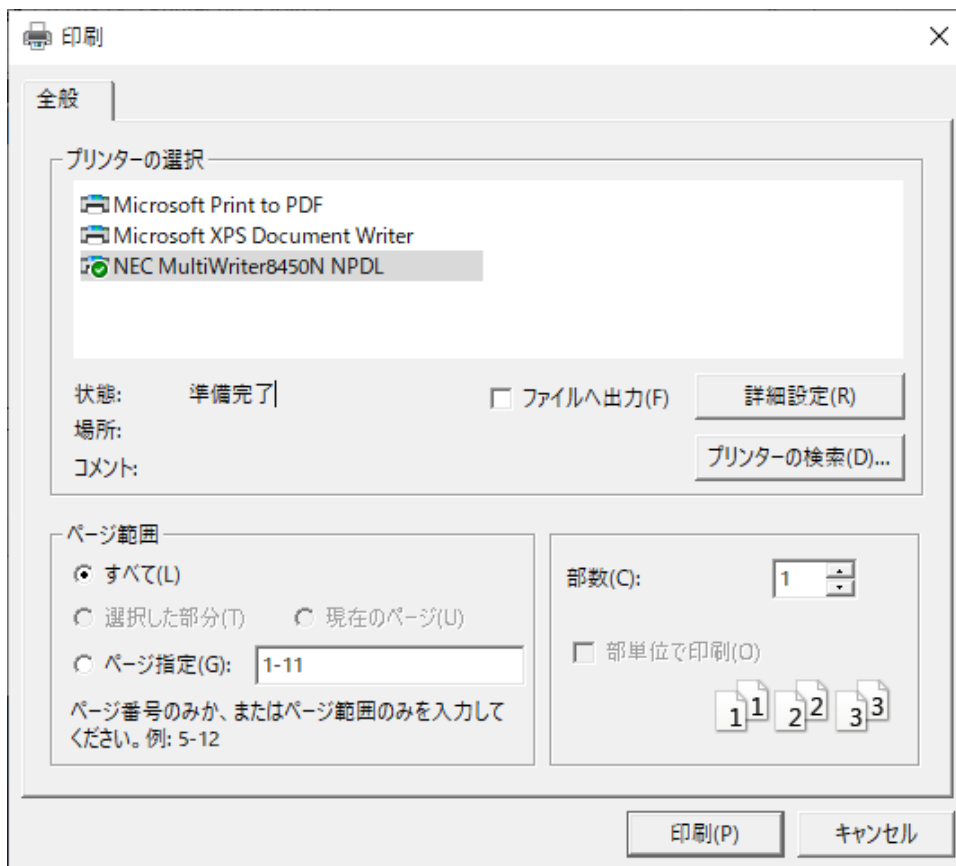 印刷
全般
プリンターの選択
Microsoft Print to PDF
Microsoft XPS Document Writer
NEC MultiWriter8450N NPDL
状態: 準備完了
ファイルへ出力(F)
詳細設定(R)
場所:
コメント:
プリンターの検索(D)...
ページ範囲
すべて(L)
選択した部分(T)
現在のページ(U)
ページ指定(G): 1-11
ページ番号のみか、またはページ範囲のみを入力して
ください。例: 5-12
部数(C): 1
部単位で印刷(O)
1 1 2 2 3 3
印刷(P)
キャンセル